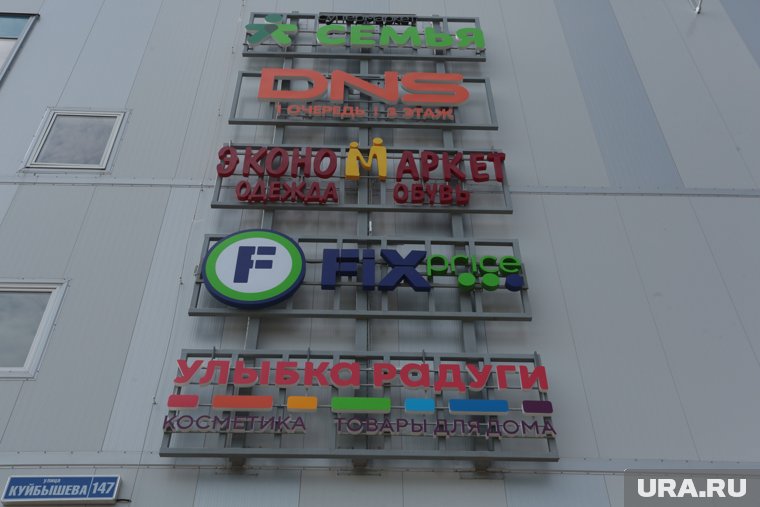 супермаркет
СЕМЬЯ
DNS
1 ОЧЕРЕДЬ | 3 ЭТАЖ
ЭКОНОМАРКЕТ
ОДЕЖДА ОБУВЬ
F FiX price
УЛЫБКА РАДУГИ
КОСМЕТИКА ТОВАРЫ ДЛЯ ДОМА
улица
КУЙБЫШЕВА 147
URA.RU